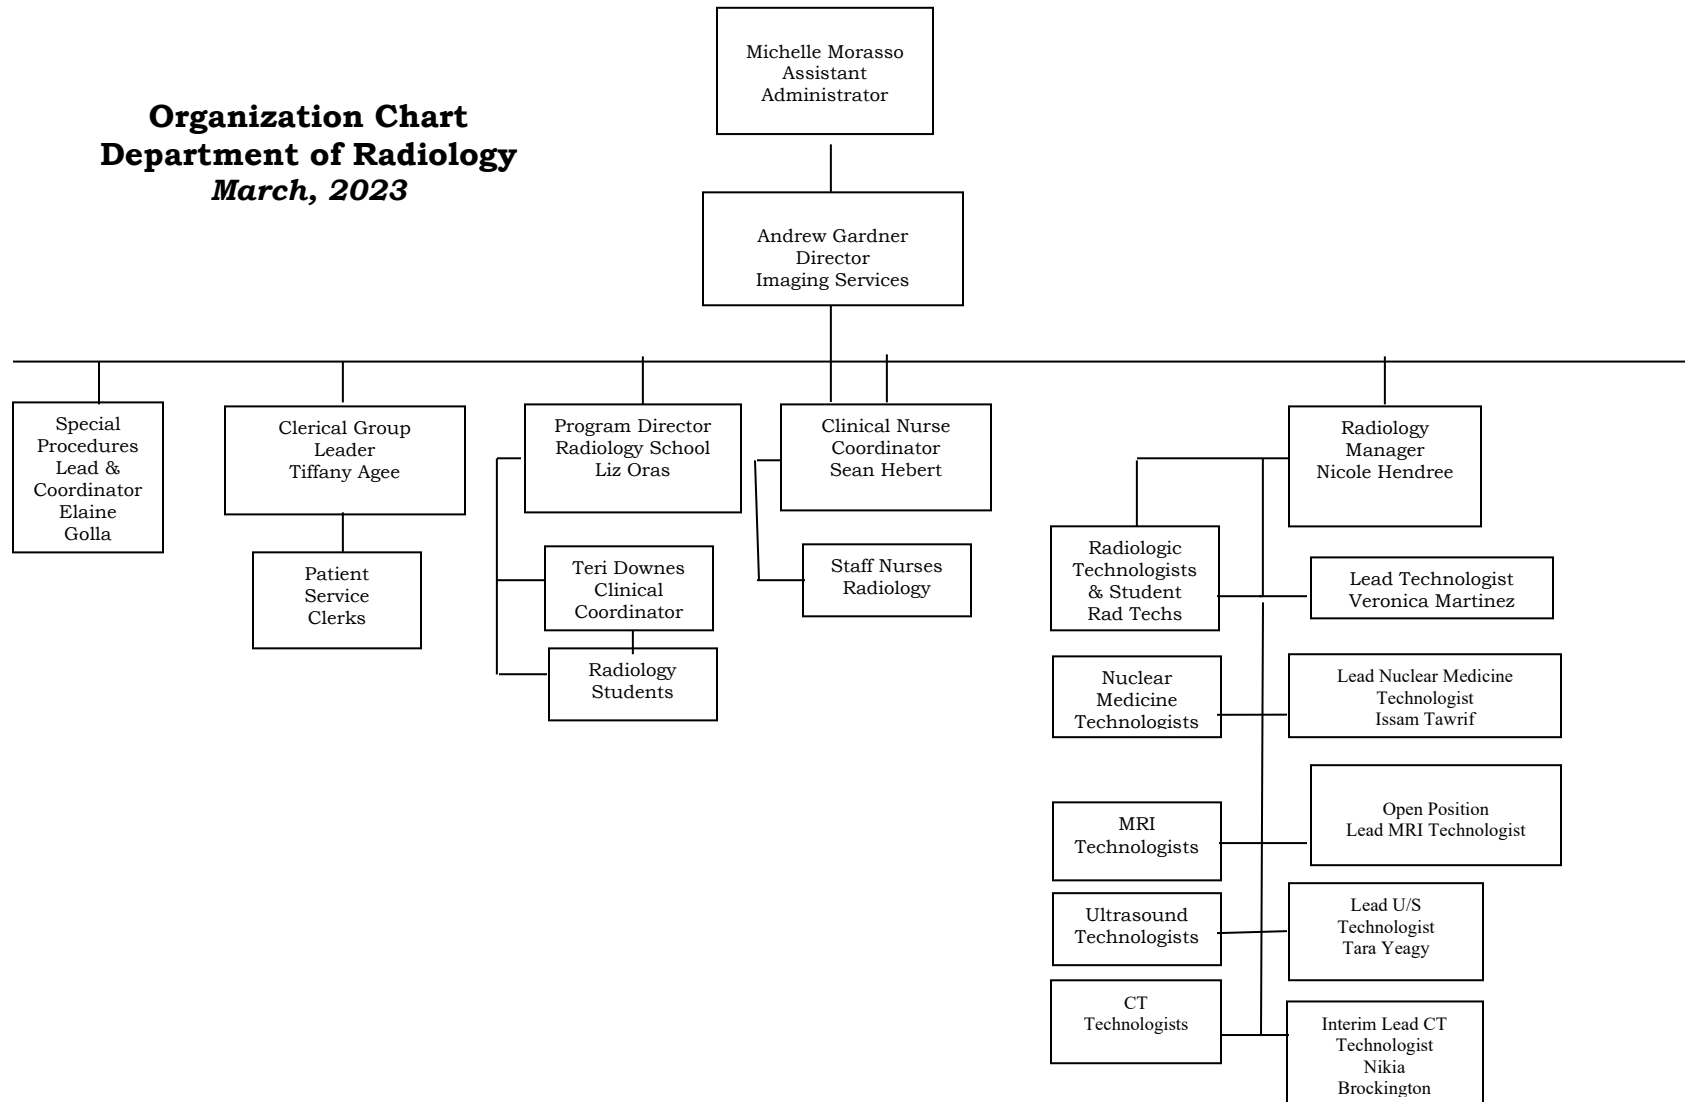 Michelle Morasso
Assistant
Administrator
Organization Chart
Department of Radiology
March, 2023
Andrew Gardner
Director
Imaging Services
Special
Procedures
Lead &
Coordinator
Elaine
Golla
Clerical Group
Leader
Tiffany Agee
Program Director
Radiology School
Liz Oras
Clinical Nurse
Coordinator
Sean Hebert
Radiology
Manager
Nicole Hendree
Patient
Service
Clerks
Teri Downes
Clinical
Coordinator
Staff Nurses
Radiology
Radiology
Students
Radiologic
Technologists
& Student
Rad Techs
Lead Technologist
Veronica Martinez
Nuclear
Medicine
Technologists
Lead Nuclear Medicine
Technologist
Issam Tawrif
MRI
Technologists
Open Position
Lead MRI Technologist
Ultrasound
Technologists
Lead U/S
Technologist
Tara Yeagy
CT
Technologists
Interim Lead CT
Technologist
Nikia
Brockington